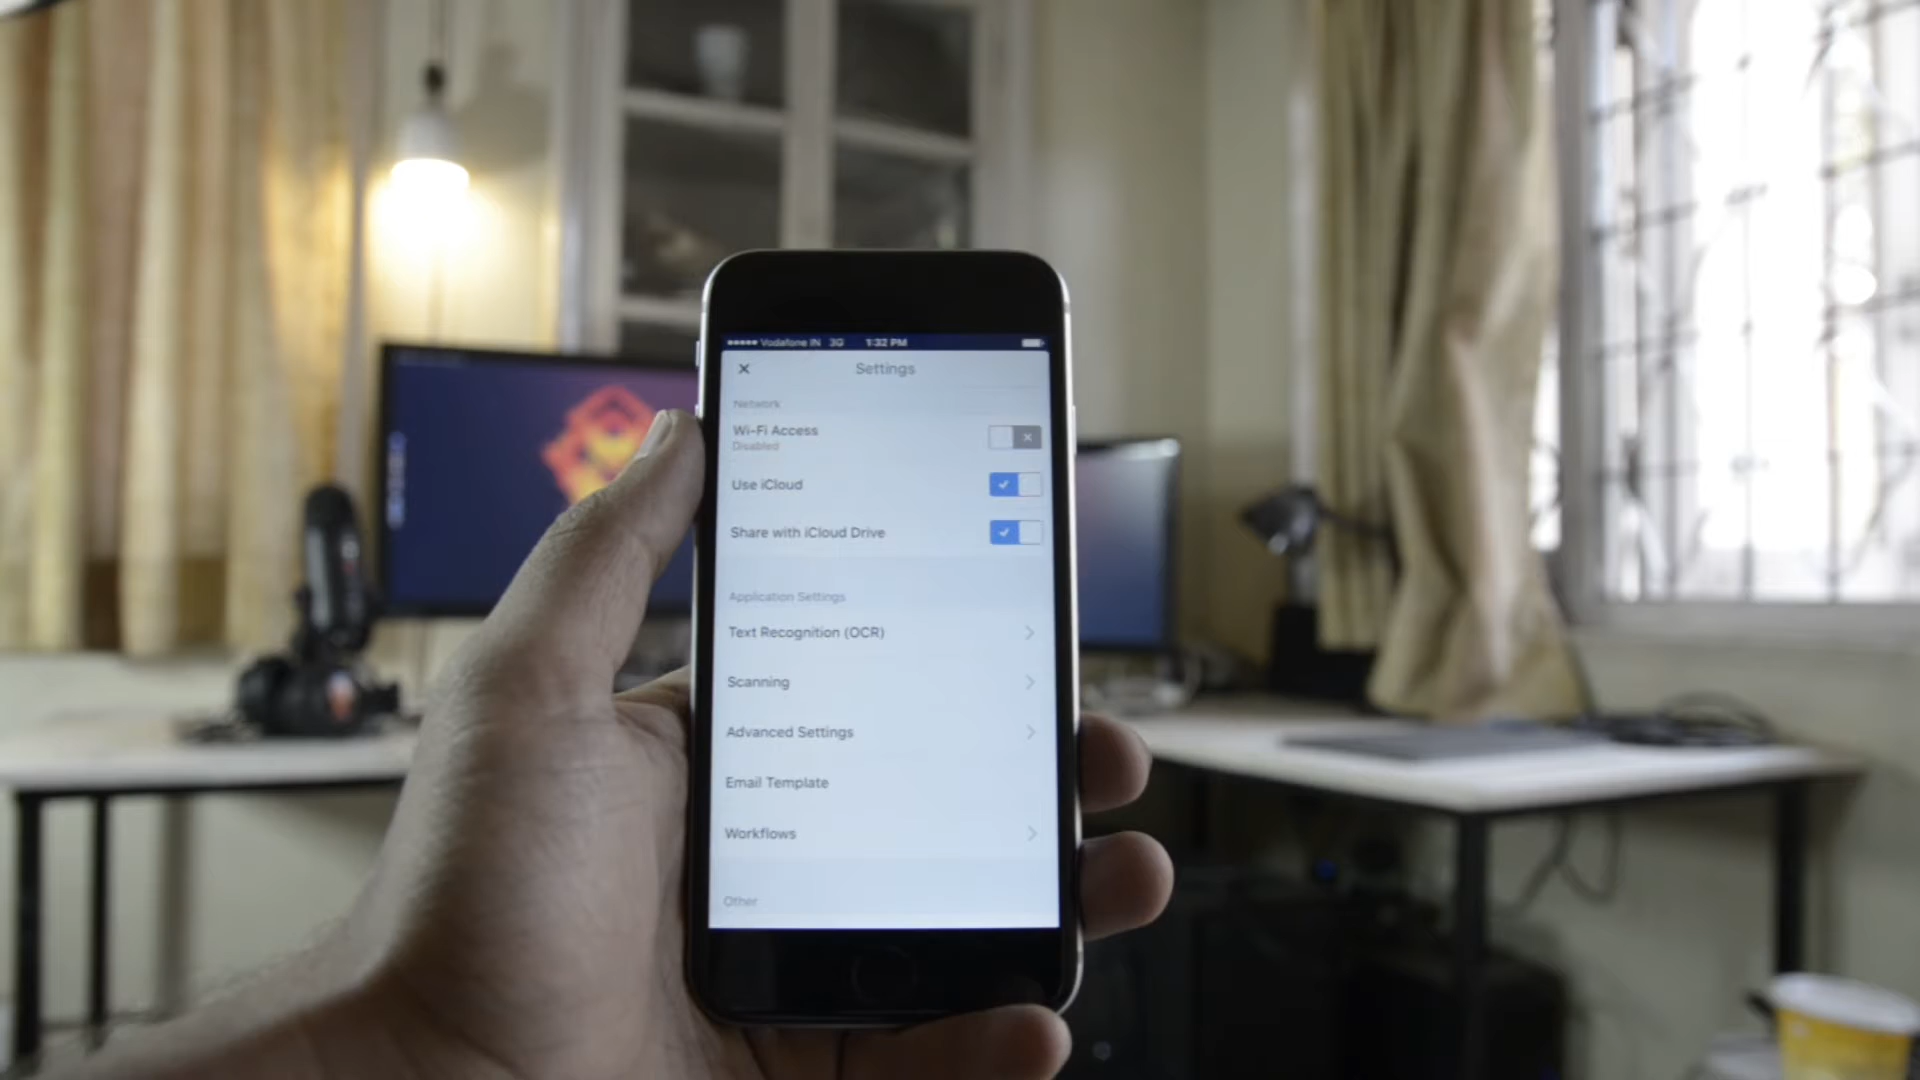 Vodafone IN 3G 1:32 PM
Settings
Network
Wi-Fi Access
Disabled
Use iCloud
Share with iCloud Drive
Application Settings
Text Recognition (OCR)
Scanning
Advanced Settings
Email Template
Workflows
Other